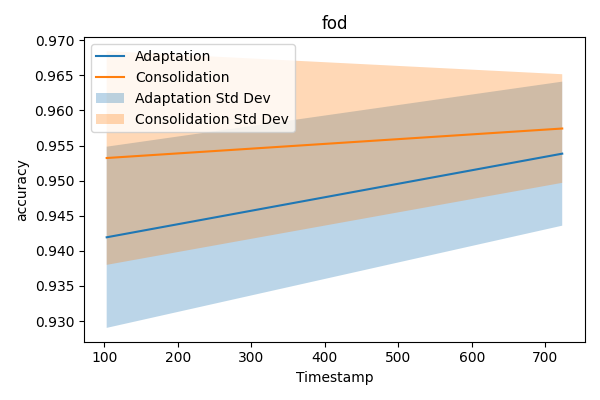 fod
0.970
0.965
0.960
0.955
0.950
0.945
0.940
0.935
0.930
accuracy
Adaptation
Consolidation
Adaptation Std Dev
Consolidation Std Dev
100 200 300 400 500 600 700
Timestamp